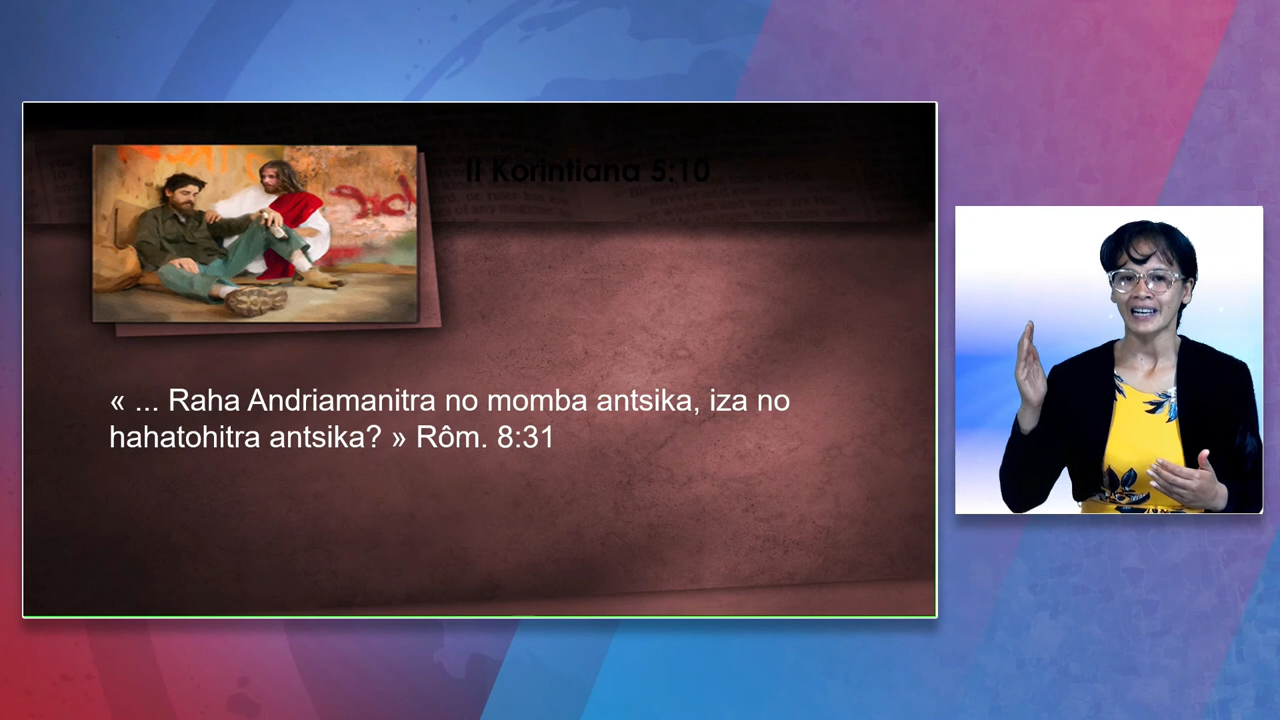 II Korintiana 5:10
« ... Raha Andriamanitra no momba antsika, iza no
hahatohitra antsika? » Rôm. 8:31